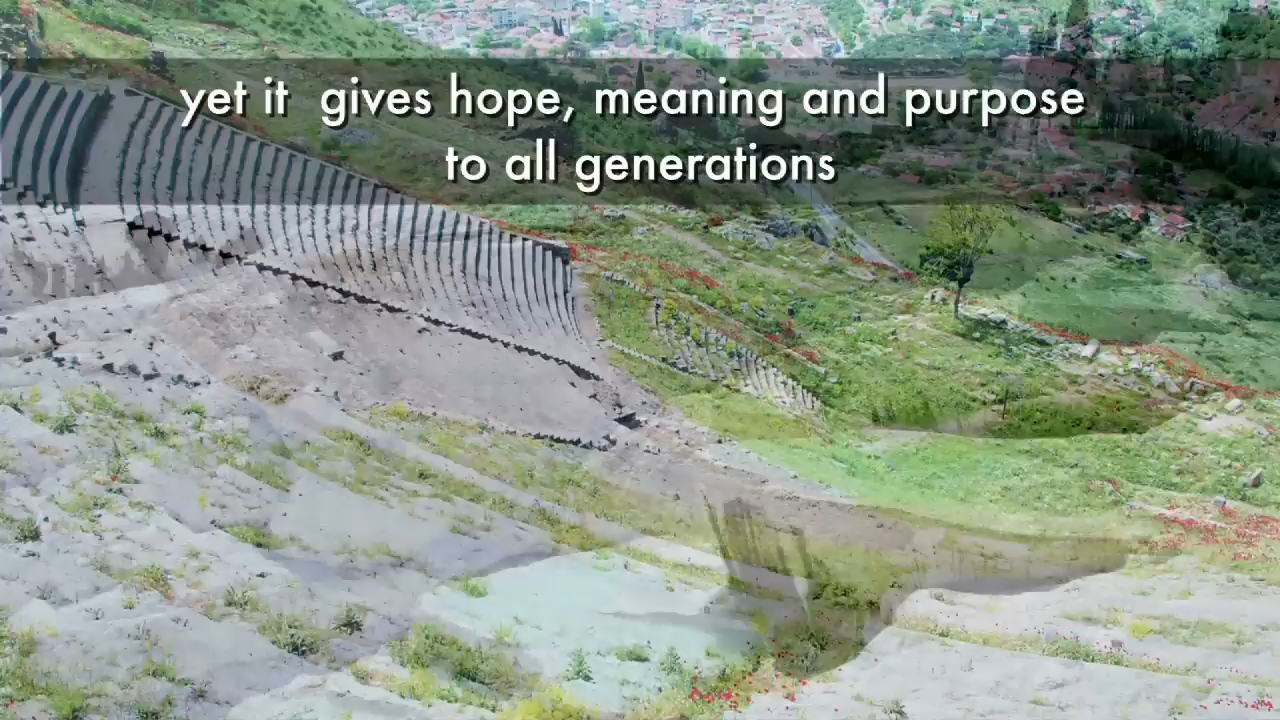 yet it  gives hope, meaning and purpose
to all generations